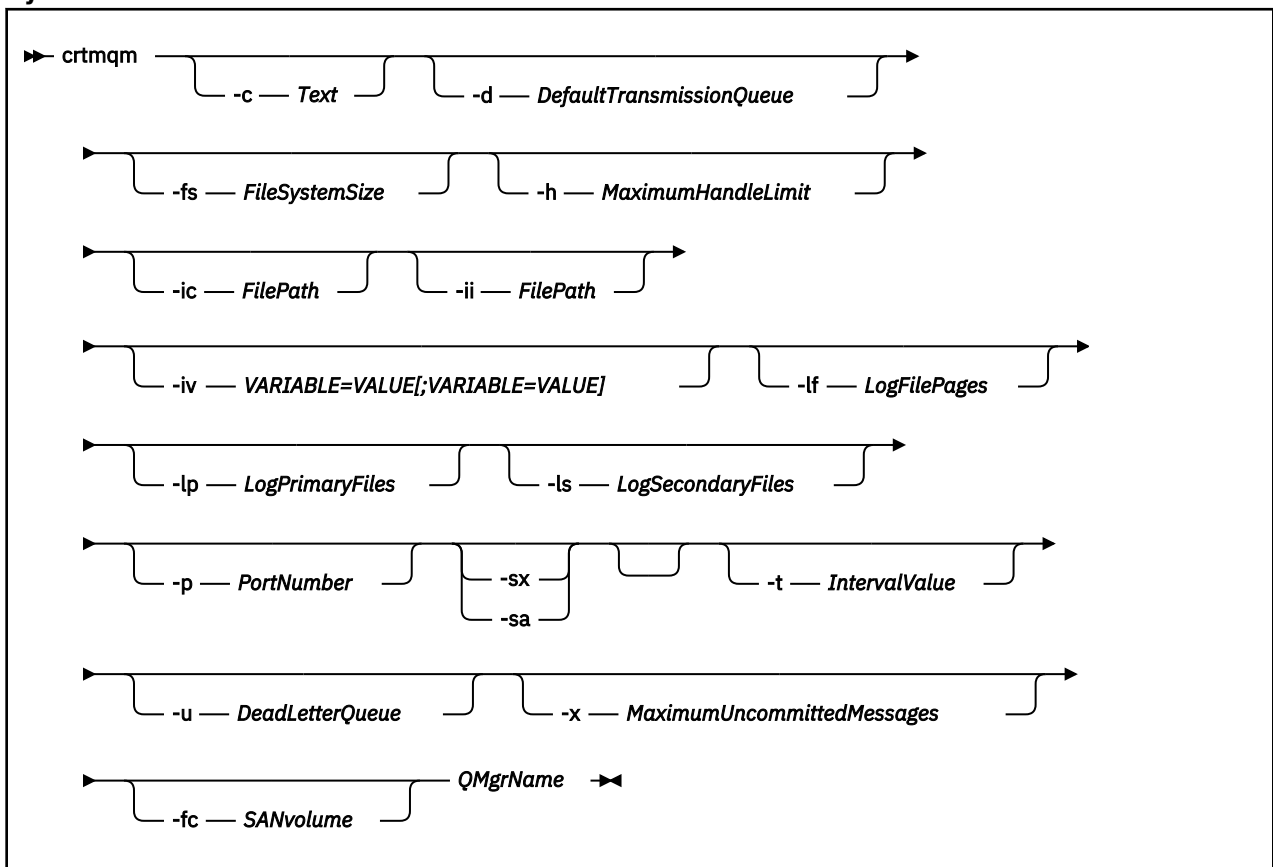 crtmqm
-c Text -d DefaultTransmissionQueue
-fs FileSystemSize -h MaximumHandleLimit
-ic FilePath -ii FilePath
-iv VARIABLE=VALUE[;VARIABLE=VALUE] -lf LogFilePages
-lp LogPrimaryFiles -ls LogSecondaryFiles
-p PortNumber -sx -t IntervalValue
-sa
-u DeadLetterQueue -x MaximumUncommittedMessages
QMgrName
-fc SANvolume